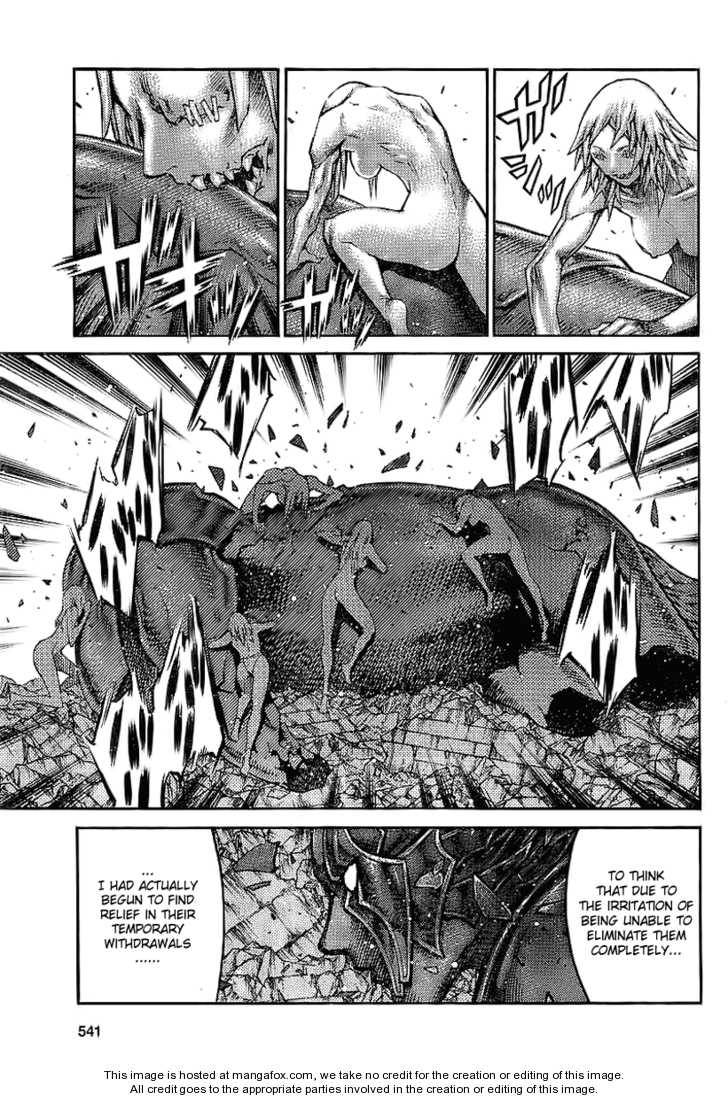 TO THINK
THAT DUE TO
THE IRRITATION OF
BEING UNABLE TO
ELIMINATE THEM
COMPLETELY...
...
I HAD ACTUALLY
BEGUN TO FIND
RELIEF IN THEIR
TEMPORARY
WITHDRAWALS
......
541
This image is hosted at mangafox.com, we take no credit for the creation or editing of this image.
All credit goes to the appropriate parties involved in the creation or editing of this image.